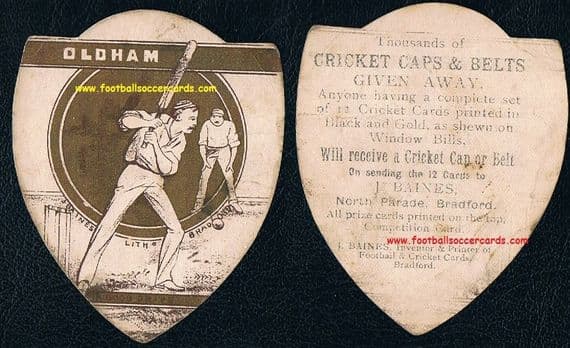 OLDHAM
www.footballsoccercards.com
J. BAINES
LITHO
BRADFORD
Thousands of
CRICKET CAPS & BELTS
GIVEN AWAY.
Anyone having a complete set
of 12 Cricket Cards printed in
Black and Gold, as shewn on
Window Bills,
Will receive a Cricket Cap or Belt
On sending the 12 Cards to
J. BAINES,
North Parade, Bradford.
All prize cards printed on the top,
Competition Card.
www.footballsoccercards.com
J. BAINES, Inventor & Printer of
Football & Cricket Cards,
Bradford.